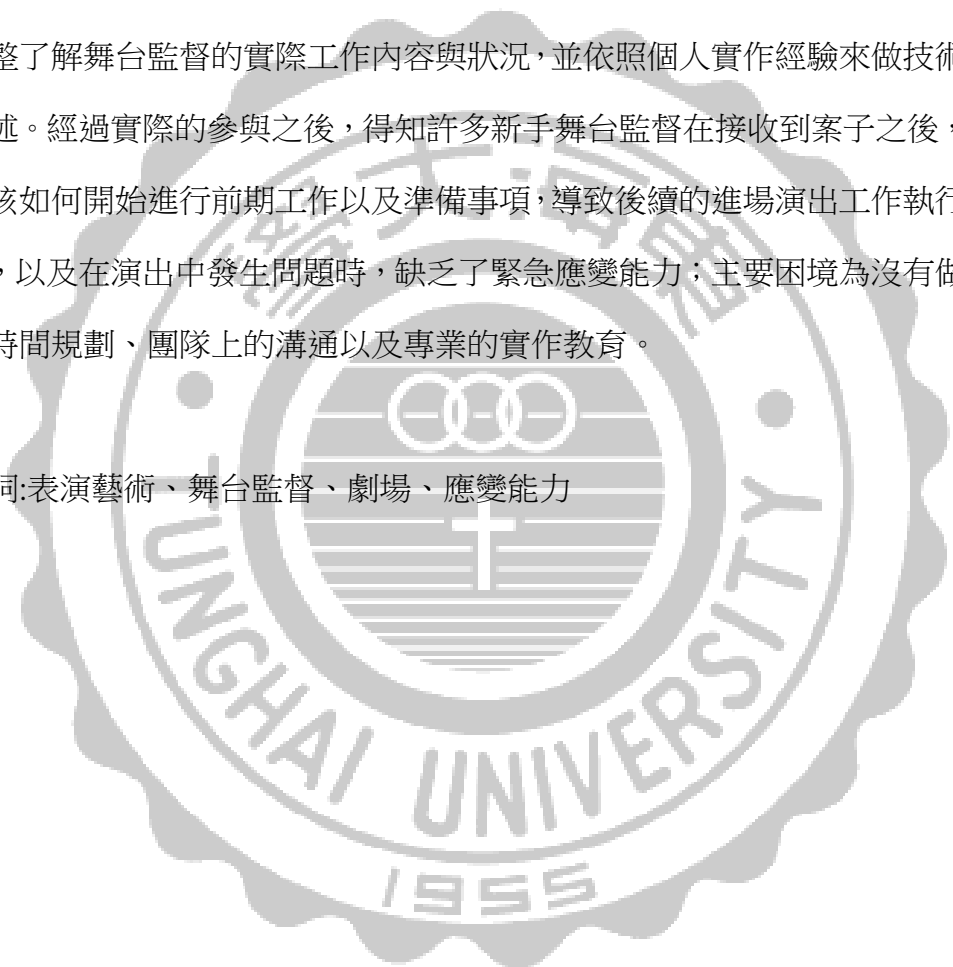 整了解舞台監督的實際工作內容與狀況，並依照個人實作經驗來做技術
述。經過實際的參與之後，得知許多新手舞台監督在接收到案子之後，
該如何開始進行前期工作以及準備事項，導致後續的進場演出工作執行
，以及在演出中發生問題時，缺乏了緊急應變能力；主要困境為沒有做
時間規劃、團隊上的溝通以及專業的實作教育。
詞:表演藝術、舞台監督、劇場、應變能力
學大海東
TUNGHAI UNIVERSITY
1955